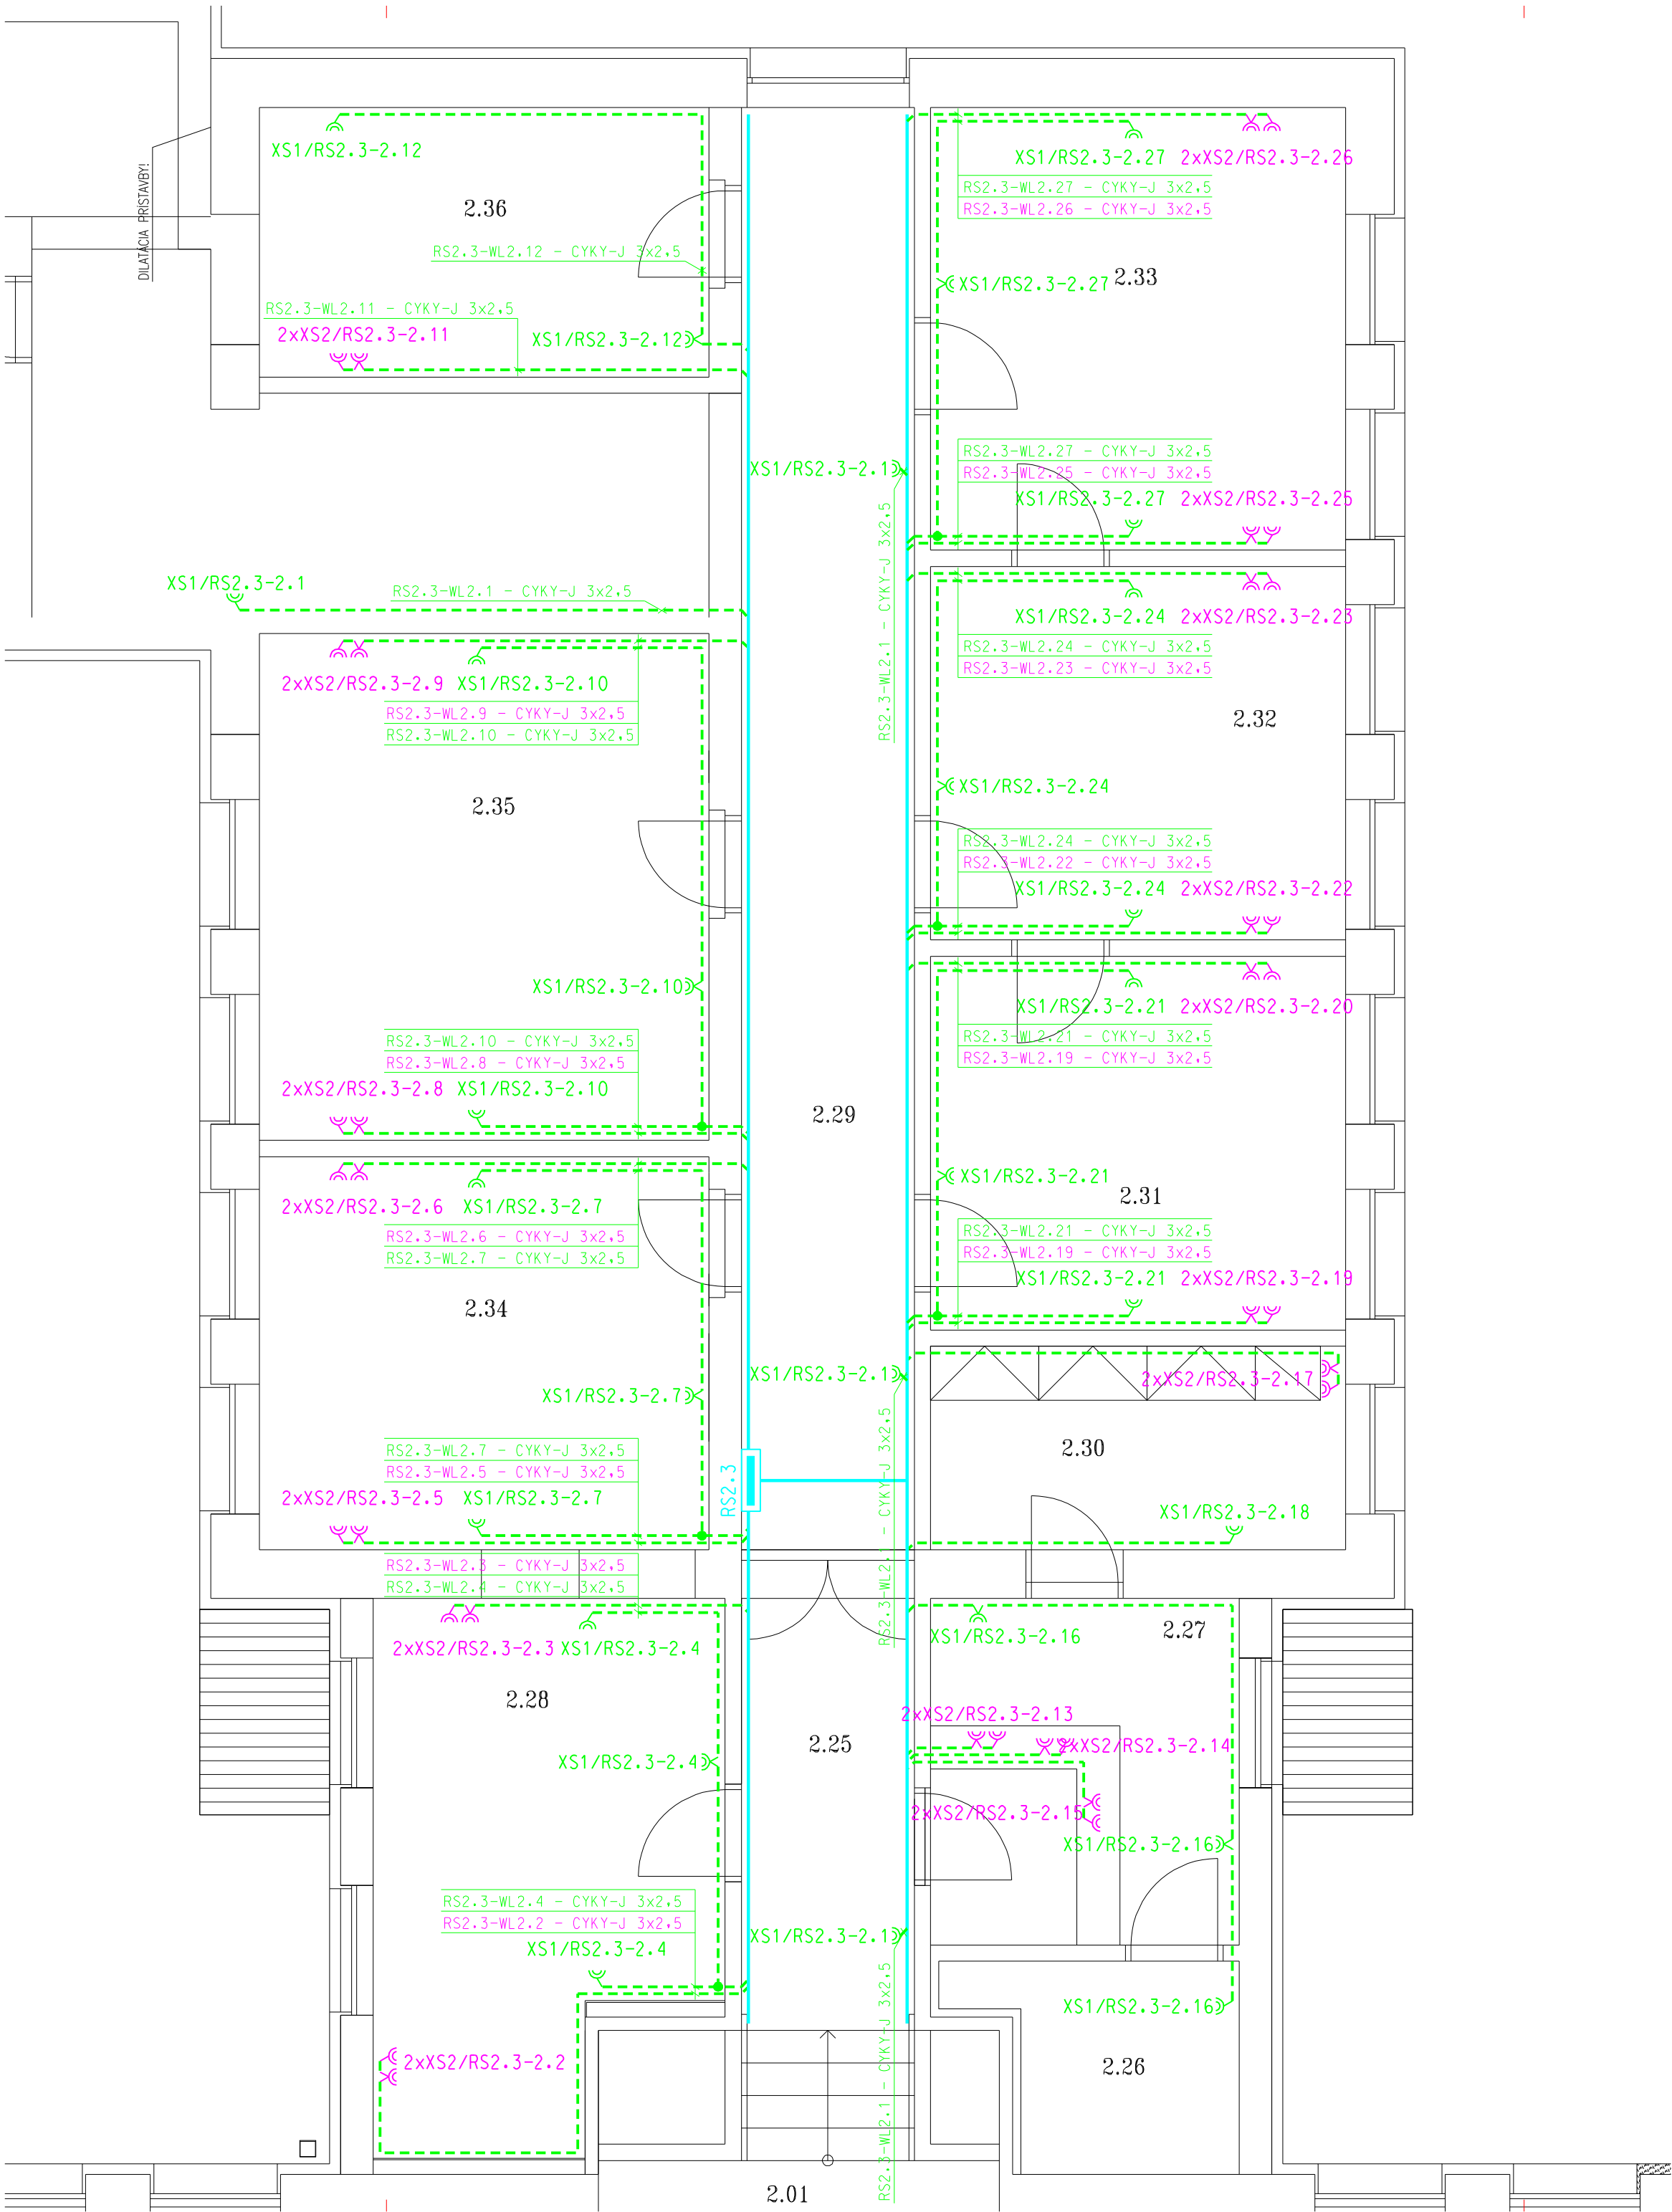 DILATÁCIA PRÍSTAVBY!
XS1/RS2.3-2.12
2.36
RS2.3-WL2.12 - CYKY-J 3x2,5
RS2.3-WL2.11 - CYKY-J 3x2,5
2xXS2/RS2.3-2.11
XS1/RS2.3-2.12
XS1/RS2.3-2.27 2xXS2/RS2.3-2.26
RS2.3-WL2.27 - CYKY-J 3x2,5
RS2.3-WL2.26 - CYKY-J 3x2,5
2.33
XS1/RS2.3-2.27
XS1/RS2.3-2.1
RS2.3-WL2.1 - CYKY-J 3x2,5
RS2.3-WL2.27 - CYKY-J 3x2,5
RS2.3-WL2.25 - CYKY-J 3x2,5
XS1/RS2.3-2.27 2xXS2/RS2.3-2.25
XS1/RS2.3-2.1
RS2.3-WL2.1 - CYKY-J 3x2,5
XS1/RS2.3-2.24 2xXS2/RS2.3-2.23
RS2.3-WL2.24 - CYKY-J 3x2,5
RS2.3-WL2.23 - CYKY-J 3x2,5
2xXS2/RS2.3-2.9 XS1/RS2.3-2.10
RS2.3-WL2.9 - CYKY-J 3x2,5
RS2.3-WL2.10 - CYKY-J 3x2,5
2.32
2.35
XS1/RS2.3-2.24
RS2.3-WL2.24 - CYKY-J 3x2,5
RS2.3-WL2.22 - CYKY-J 3x2,5
XS1/RS2.3-2.24 2xXS2/RS2.3-2.22
XS1/RS2.3-2.10
XS1/RS2.3-2.21 2xXS2/RS2.3-2.20
RS2.3-WL2.21 - CYKY-J 3x2,5
RS2.3-WL2.19 - CYKY-J 3x2,5
RS2.3-WL2.10 - CYKY-J 3x2,5
RS2.3-WL2.8 - CYKY-J 3x2,5
2xXS2/RS2.3-2.8 XS1/RS2.3-2.10
2.29
XS1/RS2.3-2.21
2.31
2xXS2/RS2.3-2.6 XS1/RS2.3-2.7
RS2.3-WL2.6 - CYKY-J 3x2,5
RS2.3-WL2.7 - CYKY-J 3x2,5
RS2.3-WL2.21 - CYKY-J 3x2,5
RS2.3-WL2.19 - CYKY-J 3x2,5
XS1/RS2.3-2.21 2xXS2/RS2.3-2.19
2.34
XS1/RS2.3-2.1
2xXS2/RS2.3-2.17
XS1/RS2.3-2.7
RS2.3-WL2.1 - CYKY-J 3x2,5
RS2.3-WL2.7 - CYKY-J 3x2,5
RS2.3-WL2.5 - CYKY-J 3x2,5
2xXS2/RS2.3-2.5 XS1/RS2.3-2.7
RS2.3
2.30
XS1/RS2.3-2.18
RS2.3-WL2.3 - CYKY-J 3x2,5
RS2.3-WL2.4 - CYKY-J 3x2,5
2xXS2/RS2.3-2.3 XS1/RS2.3-2.4
XS1/RS2.3-2.16
2.27
2.28
2xXS2/RS2.3-2.13
2.25
2xXS2/RS2.3-2.14
XS1/RS2.3-2.4
2xXS2/RS2.3-2.15
XS1/RS2.3-2.16
RS2.3-WL2.4 - CYKY-J 3x2,5
RS2.3-WL2.2 - CYKY-J 3x2,5
XS1/RS2.3-2.4
XS1/RS2.3-2.1
RS2.3-WL2.1 - CYKY-J 3x2,5
XS1/RS2.3-2.16
2xXS2/RS2.3-2.2
2.26
2.01